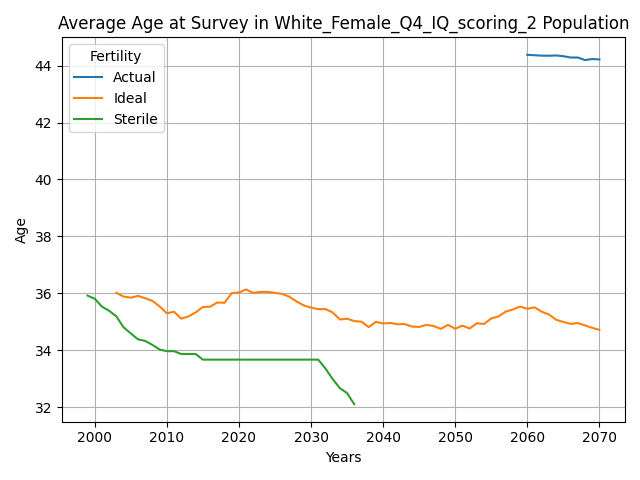 Average Age at Survey in White_Female_Q4_IQ_scoring_2 Population
Fertility
Actual
Ideal
Sterile
Age
44
42
40
38
36
34
32
2000
2010
2020
2030
2040
2050
2060
2070
Years